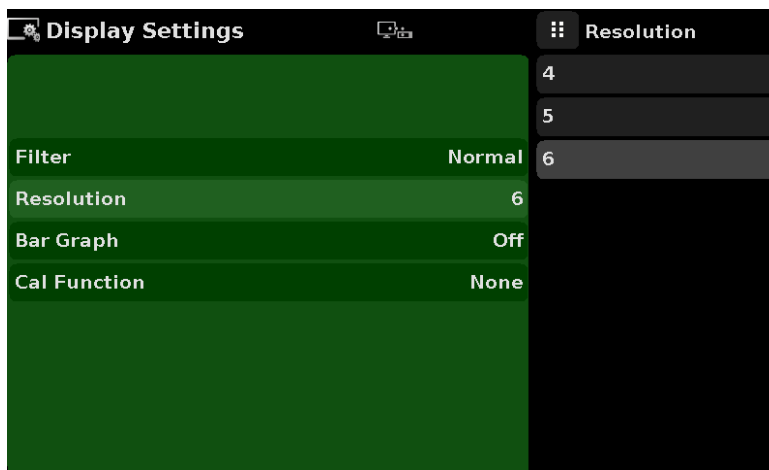 Display Settings
Resolution
4
5
Filter Normal
6
Resolution 6
Bar Graph Off
Cal Function None